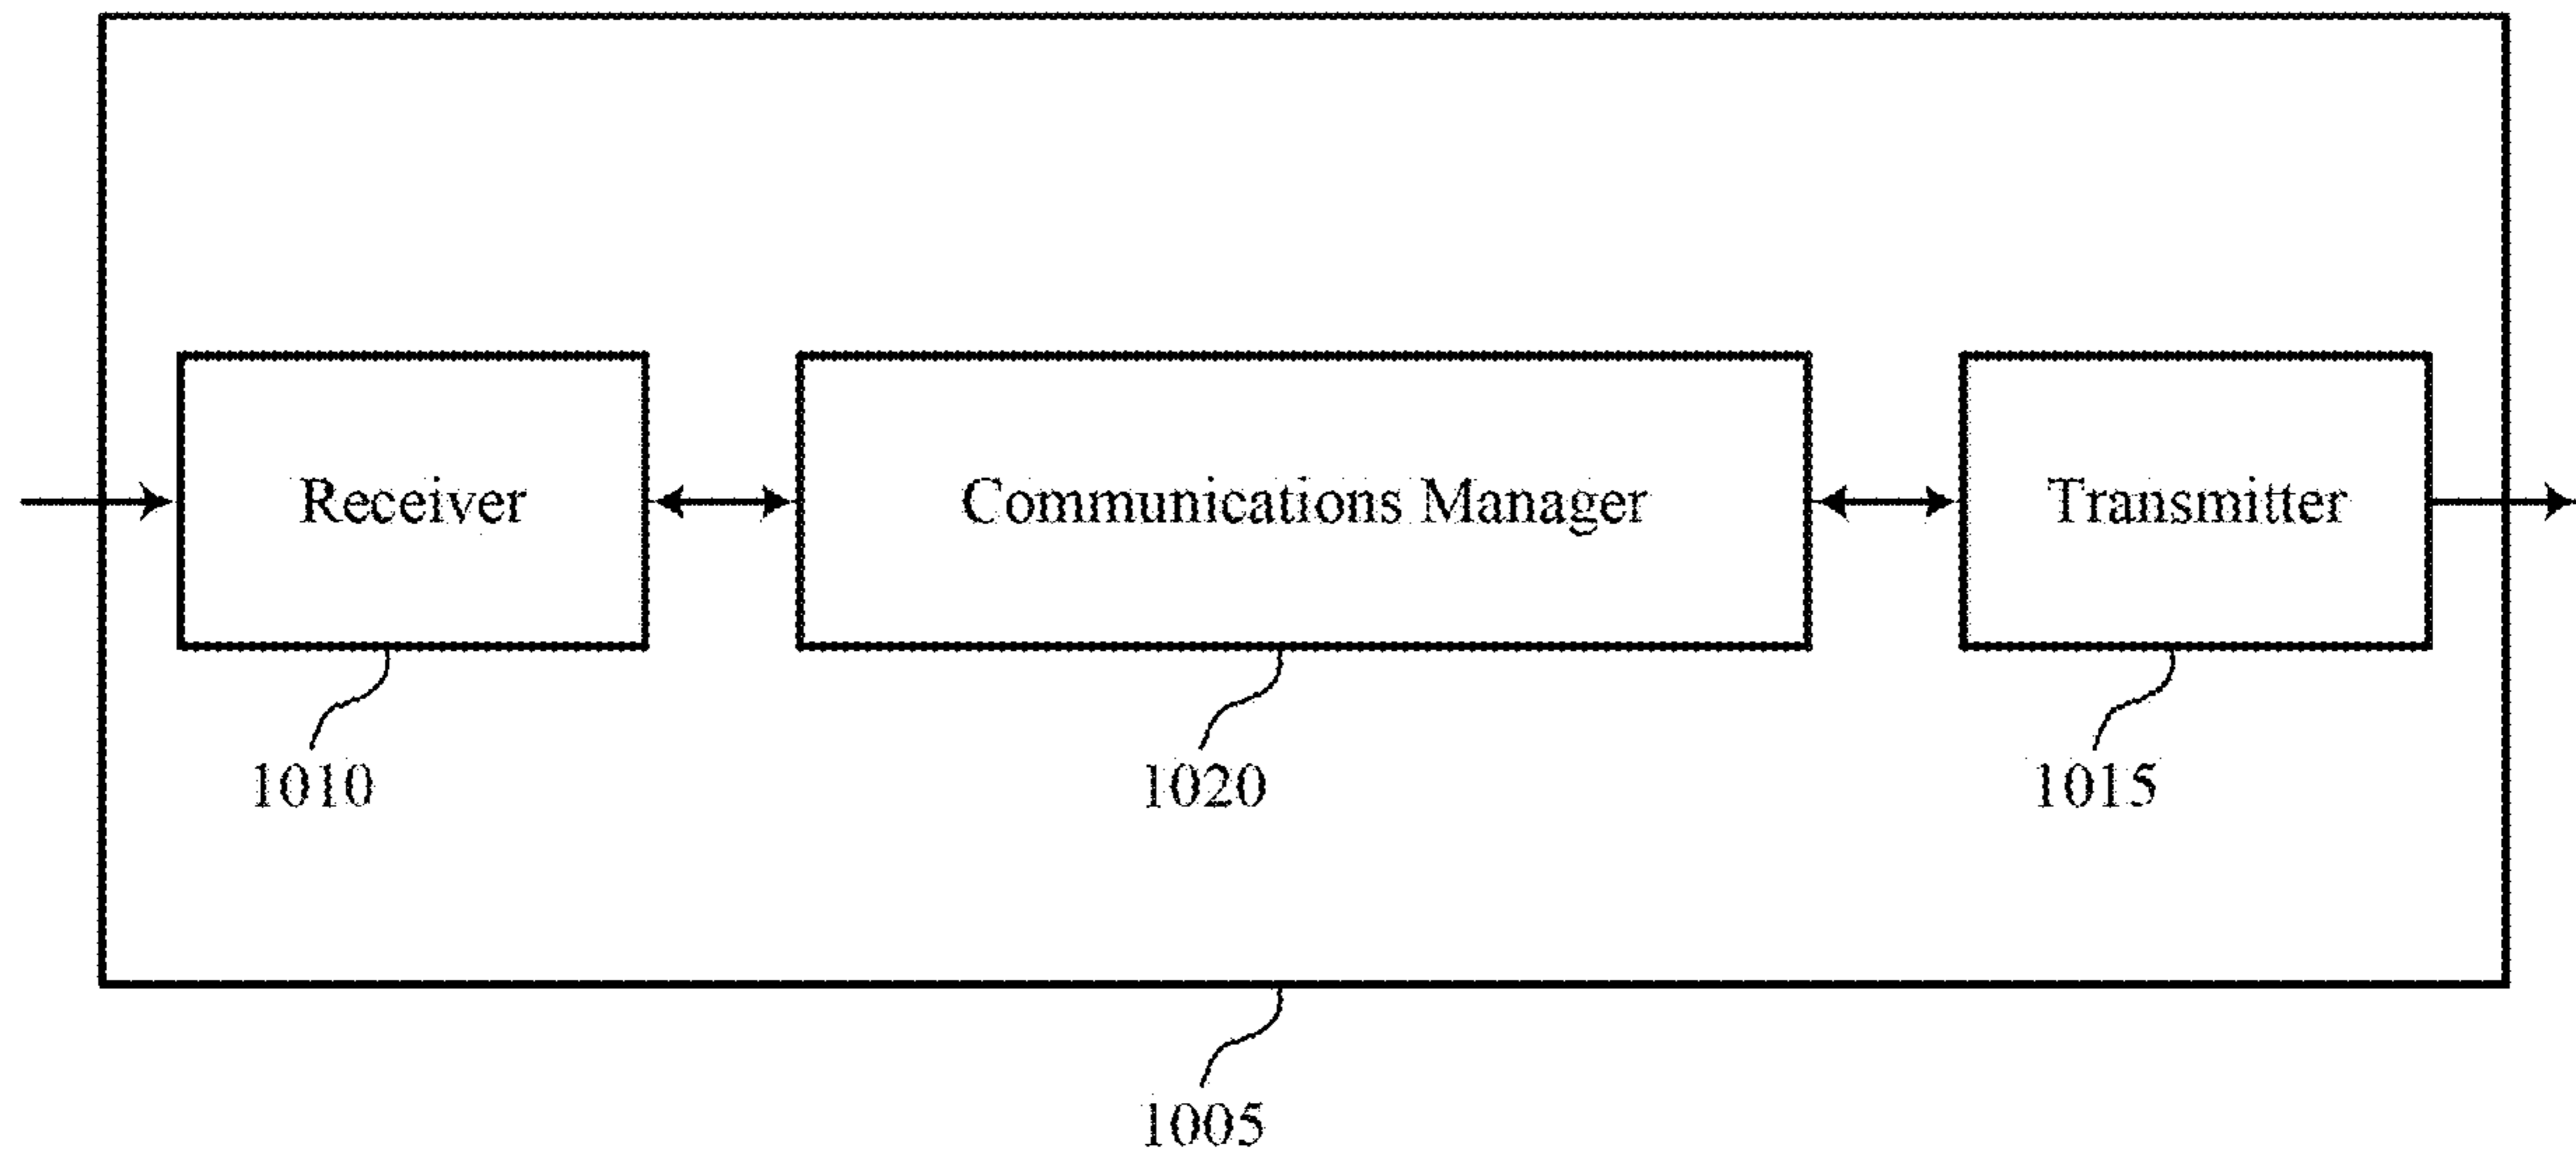 Receiver
Communications Manager
Transmitter
1010
1020
1015
1005